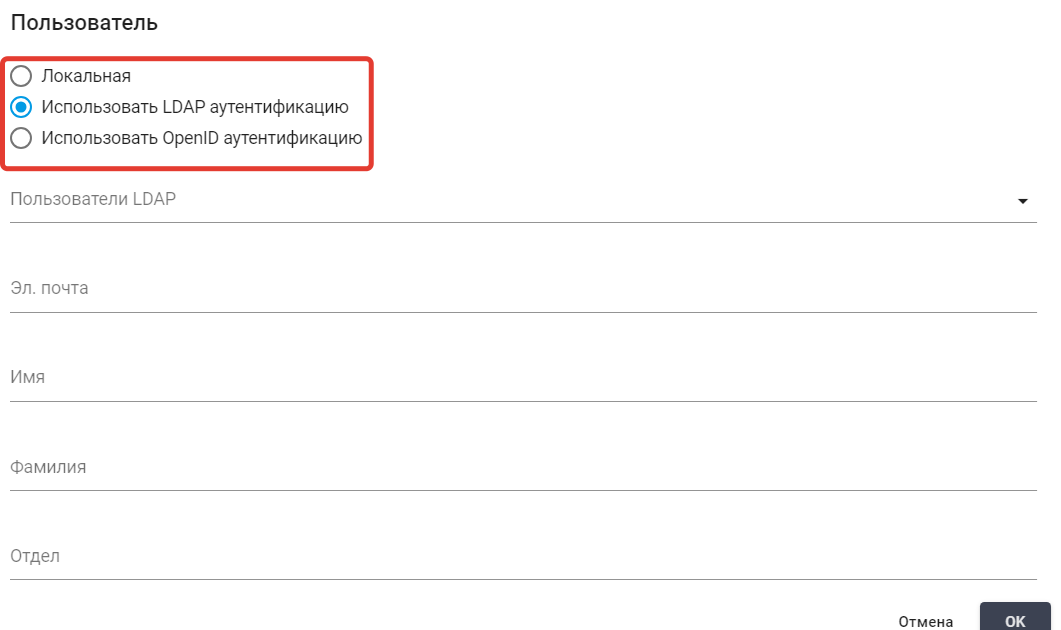 Пользователь
Локальная
Использовать LDAP аутентификацию
Использовать OpenID аутентификацию
Пользователи LDAP
Эл. почта
Имя
Фамилия
Отдел
Отмена OK